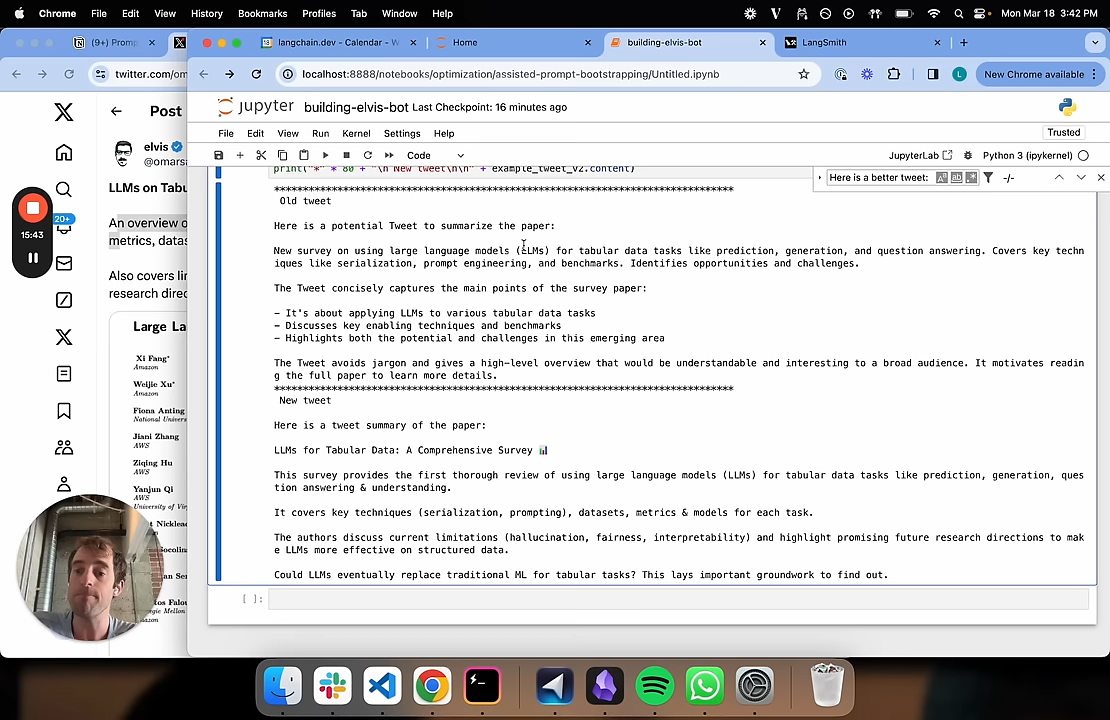 Chrome File Edit View History Bookmarks Profiles Tab Window Help Mon Mar 18 3:42 PM
(9+) Promp
langchain.dev - Calendar - W
Home
building-elvis-bot
LangSmith
twitter.com/om
localhost:8888/notebooks/optimization/assisted-prompt-bootstrapping/Untitled.ipynb
New Chrome available
Post
elvis
@omarsa
LLMs on Tabu
An overview o
metrics, datas
Also covers lin
research direc
20+
15:43
Large La
Xi Fang*
Amazon
Weijie Xu*
Amazon
Fiona Anting
National Univers
Jiani Zhang
AWS
Ziqing Hu
AWS
Yanjun Qi
AWS
University of Vir
t Nicklea
Socolin
an Sen
tos Falou
egie Mellon
jupyter building-elvis-bot Last Checkpoint: 16 minutes ago
File Edit View Run Kernel Settings Help
Trusted
Code
JupyterLab Python 3 (ipykernel)
print("*" * 80 + "\n New tweet\n\n" + example_tweet_v2.content)
Here is a better tweet: -/-
********************************************************************************
Old tweet
Here is a potential Tweet to summarize the paper:
New survey on using large language models (LLMs) for tabular data tasks like prediction, generation, and question answering. Covers key techn
iques like serialization, prompt engineering, and benchmarks. Identifies opportunities and challenges.
The Tweet concisely captures the main points of the survey paper:
- It's about applying LLMs to various tabular data tasks
- Discusses key enabling techniques and benchmarks
- Highlights both the potential and challenges in this emerging area
The Tweet avoids jargon and gives a high-level overview that would be understandable and interesting to a broad audience. It motivates readin
g the full paper to learn more details.
********************************************************************************
New tweet
Here is a tweet summary of the paper:
LLMs for Tabular Data: A Comprehensive Survey 📊
This survey provides the first thorough review of using large language models (LLMs) for tabular data tasks like prediction, generation, ques
tion answering & understanding.
It covers key techniques (serialization, prompting), datasets, metrics & models for each task.
The authors discuss current limitations (hallucination, fairness, interpretability) and highlight promising future research directions to mak
e LLMs more effective on structured data.
Could LLMs eventually replace traditional ML for tabular tasks? This lays important groundwork to find out.
[ ]: